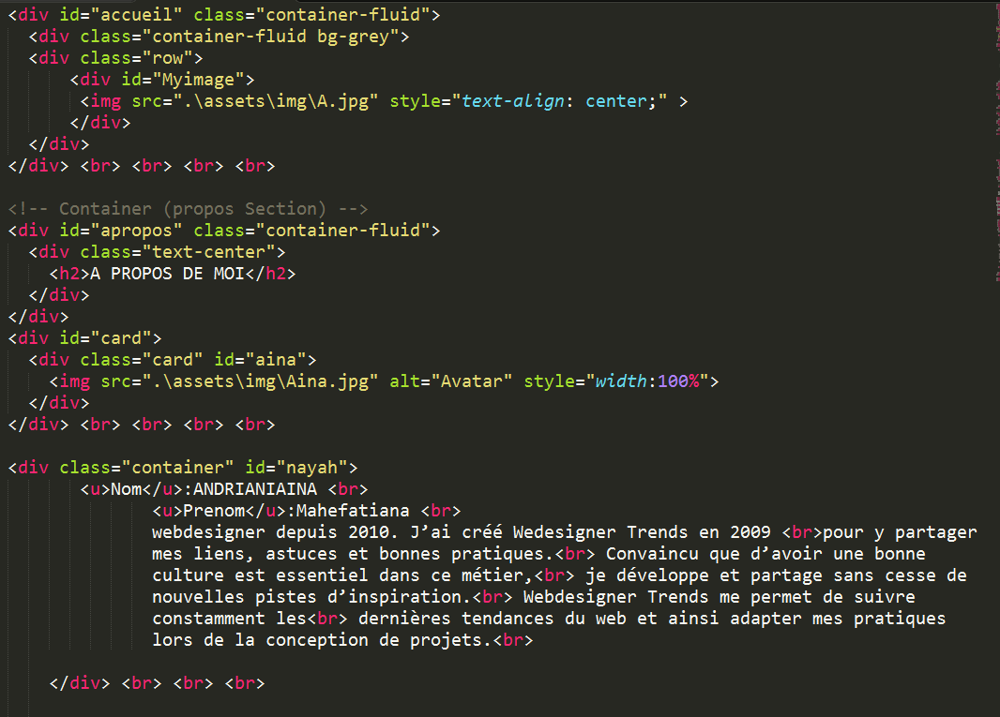 <div id="accueil" class="container-fluid">
<div class="container-fluid bg-grey">
<div class="row">
<div id="Myimage">
<img src=".\assets\img\A.jpg" style="text-align: center;" >
</div>
</div>
</div> <br> <br> <br> <br>
<!-- Container (propos Section) -->
<div id="apropos" class="container-fluid">
<div class="text-center">
<h2>A PROPOS DE MOI</h2>
</div>
</div>
<div id="card">
<div class="card" id="aina">
<img src=".\assets\img\Aina.jpg" alt="Avatar" style="width:100%">
</div>
</div> <br> <br> <br> <br>
<div class="container" id="nayah">
<u>Nom</u>:ANDRIANIAINA <br>
<u>Prenom</u>:Mahefatiana <br>
webdesigner depuis 2010. J’ai créé Wedesigner Trends en 2009 <br>pour y partager
mes liens, astuces et bonnes pratiques.<br> Convaincu que d’avoir une bonne
culture est essentiel dans ce métier,<br> je développe et partage sans cesse de
nouvelles pistes d’inspiration.<br> Webdesigner Trends me permet de suivre
constamment les<br> dernières tendances du web et ainsi adapter mes pratiques
lors de la conception de projets.<br>
</div> <br> <br> <br>